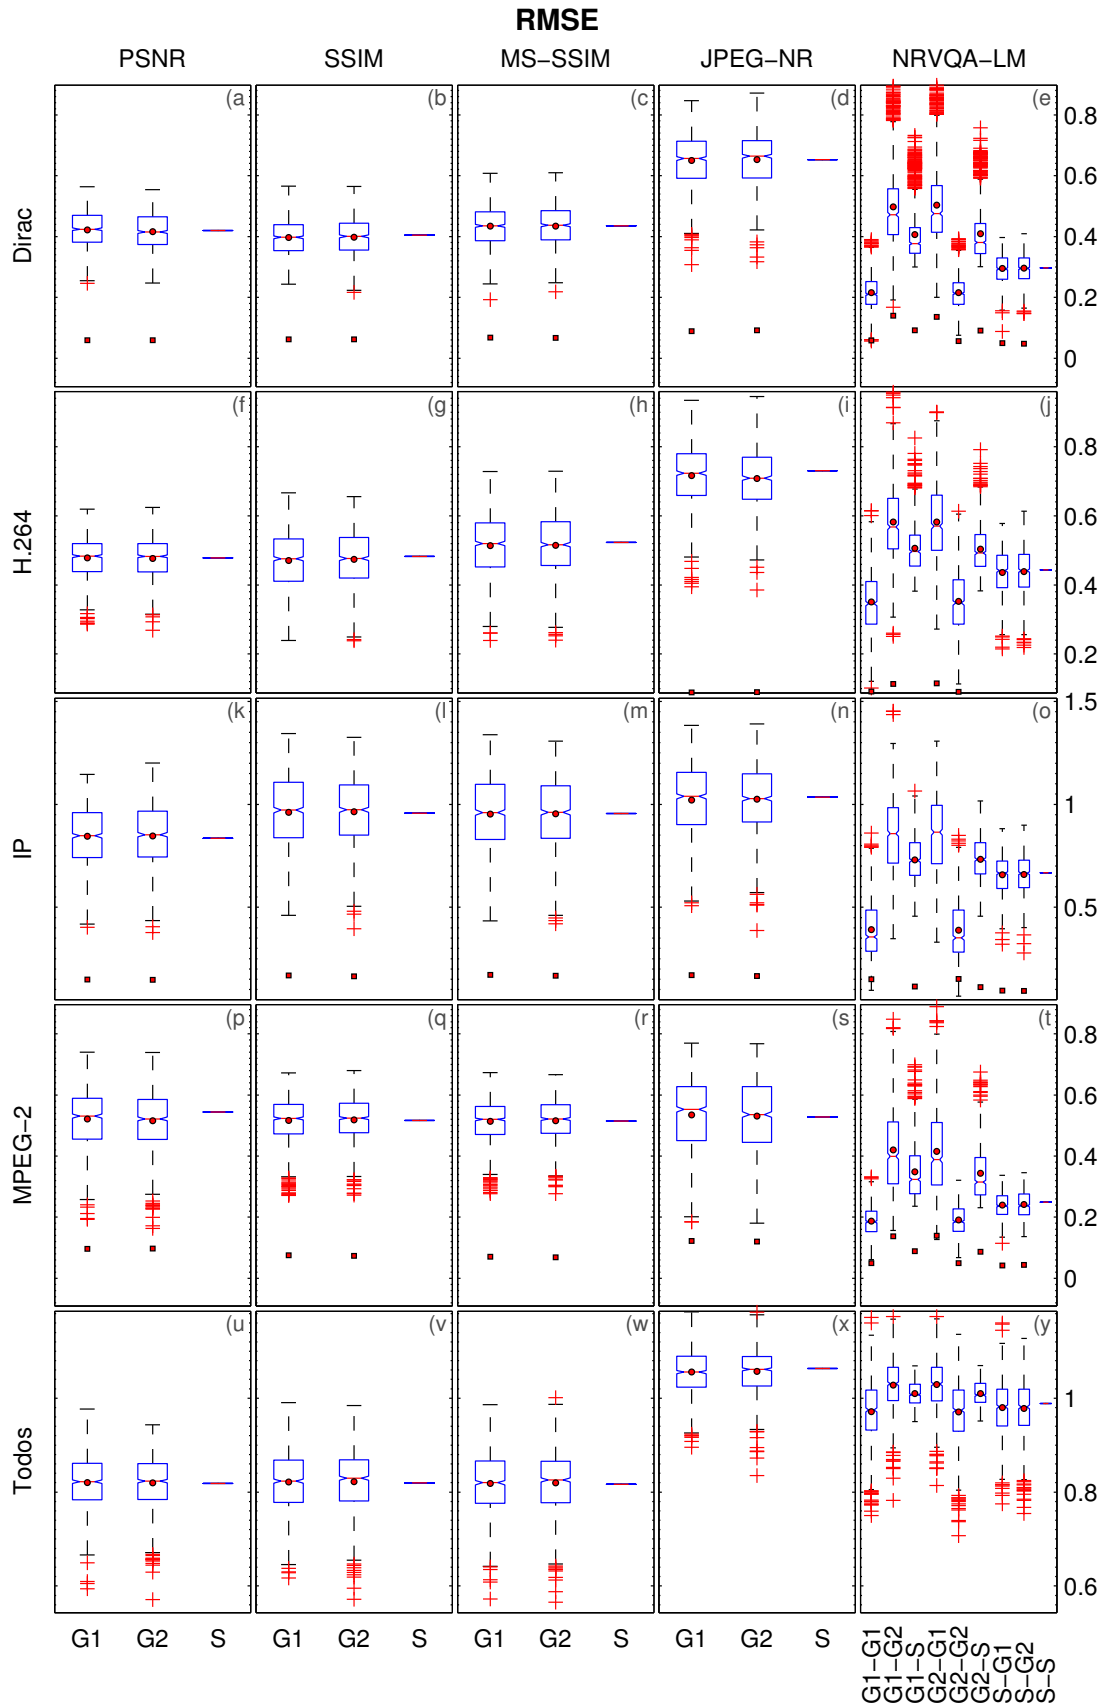 RMSE
PSNR SSIM MS-SSIM JPEG-NR NRVQA-LM
Dirac
(a (b (c (d (e
0.8
0.6
0.4
0.2
0
H.264
(f (g (h (i (j
0.8
0.6
0.4
0.2
IP
(k (l (m (n (o
1.5
1
0.5
MPEG-2
(p (q (r (s (t
0.8
0.6
0.4
0.2
0
Todos
(u (v (w (x (y
1
0.8
0.6
G1 G2 S G1 G2 S G1 G2 S G1 G2 S
G1-G1
G1-G2
G1-S
G2-G1
G2-G2
G2-S
S-G1
S-G2
S-S